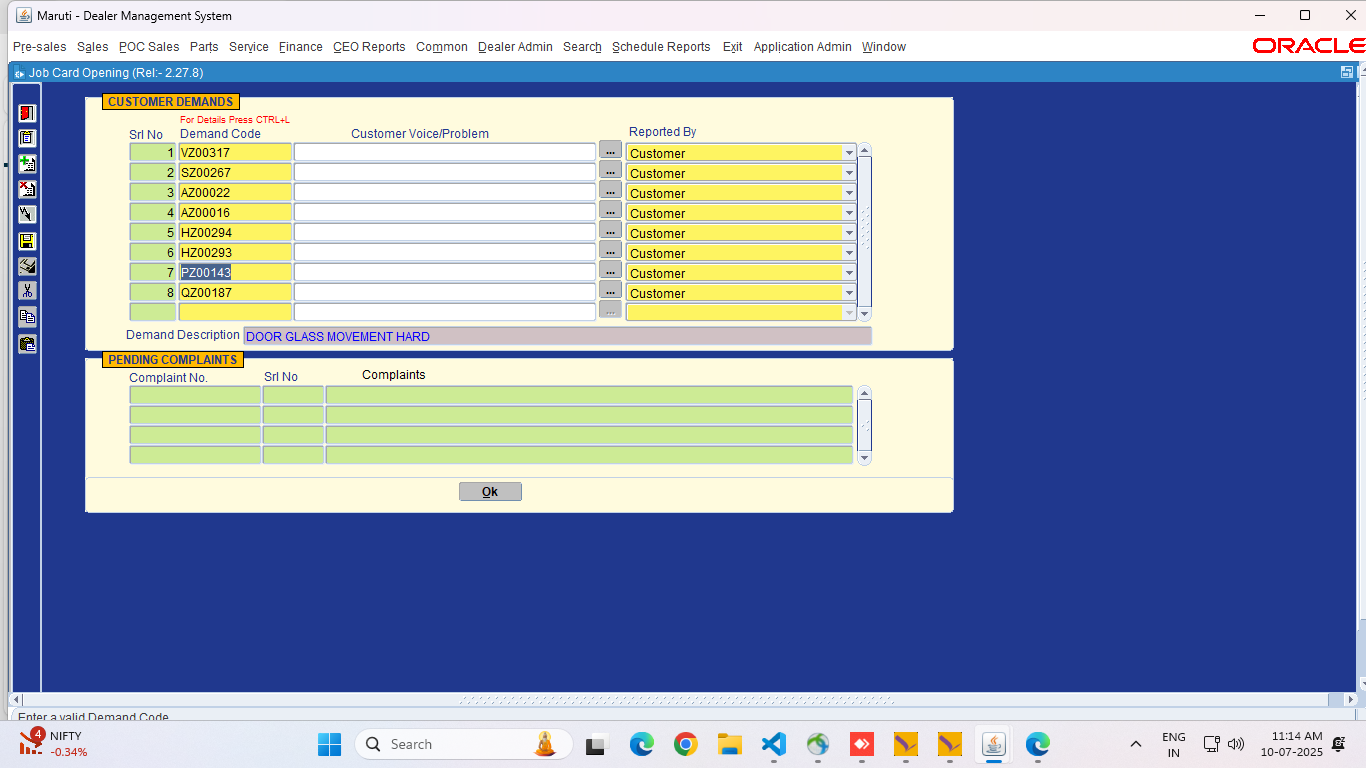 Maruti - Dealer Management System
Pre-sales Sales POC Sales Parts Service Finance CEO Reports Common Dealer Admin Search Schedule Reports Exit Application Admin Window
ORACLE
Job Card Opening (Rel:- 2.27.8)
CUSTOMER DEMANDS
For Details Press CTRL+L
Srl No Demand Code Customer Voice/Problem Reported By
1 VZ00317 ... Customer
2 SZ00267 ... Customer
3 AZ00022 ... Customer
4 AZ00016 ... Customer
5 HZ00294 ... Customer
6 HZ00293 ... Customer
7 PZ00143 ... Customer
8 QZ00187 ... Customer
...
Demand Description DOOR GLASS MOVEMENT HARD
PENDING COMPLAINTS
Complaint No. Srl No Complaints
Ok
Enter a valid Demand Code
4 NIFTY
-0.34%
Search
ENG
IN
11:14 AM
10-07-2025